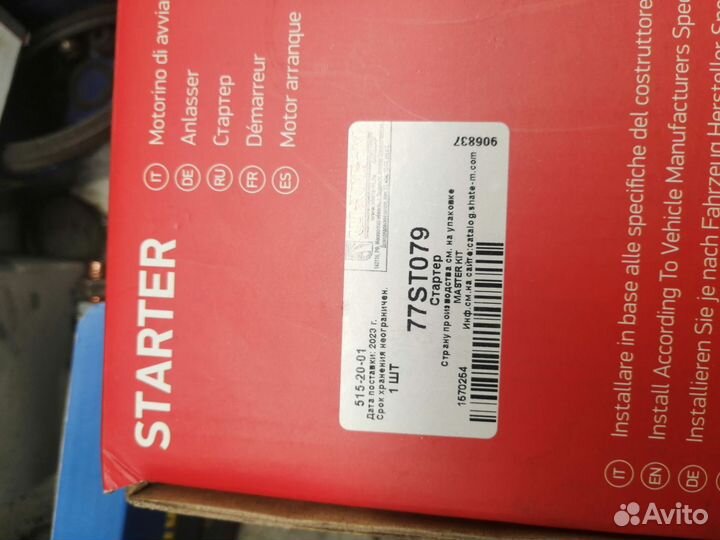 STARTER
IT Motorino di avvia
DE Anlasser
RU Стартер
FR Démarreur
ES Motor arranque
515-20-01
Дата поставки: 2023 г.
Срок хранения неограничен.
1 ШТ
77ST079
Стартер
MASTER KIT
Страну производства см. на упаковке
Инф.см.на сайте:catalog.shate-m.com
1570254
906837
IT Installare in base alle specifiche del costruttore
EN Install According To Vehicle Manufacturers Spe
DE Installieren Sie je nach Fahrzeug Hersteller
Avito